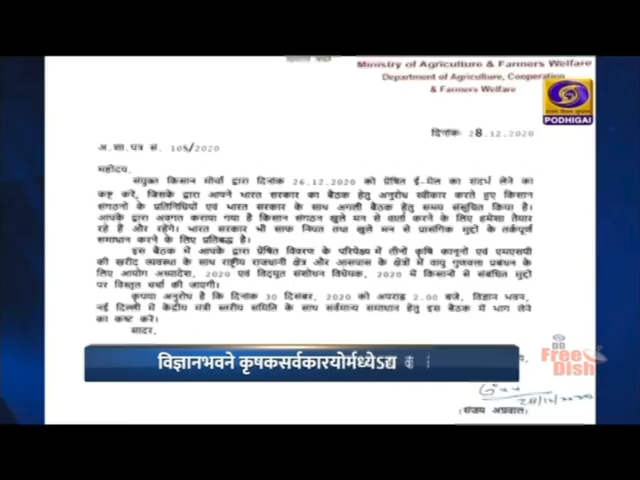 Ministry of Agriculture & Farmers Welfare
Department of Agriculture, Cooperation
& Farmers Welfare
PODHIGAI
दिनांक: 28.12.2020
अ.शा.पत्र सं. 105/2020
महोदय,
संयुक्त किसान मोर्चा द्वारा दिनांक 26.12.2020 को प्रेषित ई-मेल का संदर्भ लेने का
कष्ट करें, जिसके द्वारा आपने भारत सरकार का बैठक हेतु अनुरोध स्वीकार करते हुए किसान
संगठनों के प्रतिनिधियों एवं भारत सरकार के साथ अगली बैठक हेतु समय संसूचित किया है।
आपके द्वारा अवगत कराया गया है किसान संगठन खुले मन से वार्ता करने के लिए हमेशा तैयार
रहे हैं और रहेंगे। भारत सरकार भी साफ नियत तथा खुले मन से प्रासंगिक मुद्दों के तर्कपूर्ण
समाधान करने के लिए प्रतिबद्ध है।
इस बैठक में आपके द्वारा प्रेषित विवरण के परिपेक्ष्य में तीनों कृषि कानूनों एवं एमएसपी
की खरीद व्यवस्था के साथ राष्ट्रीय राजधानी क्षेत्र और आसपास के क्षेत्रों में वायु गुणवत्ता प्रबंधन के
लिए आयोग अध्यादेश, 2020 एवं विद्युत संशोधन विधेयक, 2020 में किसानों से संबंधित मुद्दों
पर विस्तृत चर्चा की जाएगी।
कृपया अनुरोध है कि दिनांक 30 दिसंबर, 2020 को अपराह्न 2.00 बजे, विज्ञान भवन,
नई दिल्ली में केंद्रीय मंत्री स्तरीय समिति के साथ सर्वमान्य समाधान हेतु इस बैठक में भाग लेने
का कष्ट करें।
सादर,
विज्ञानभवने कृषकसर्वकारयोर्मध्येऽद्य
DD
Free
Dish
28/12/2020
(संजय अग्रवाल)